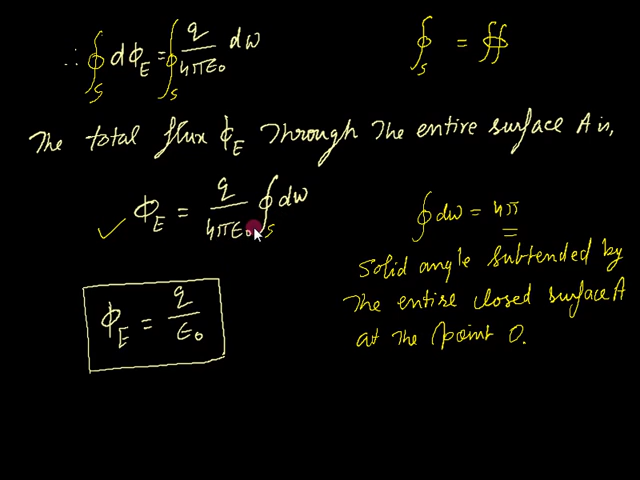 ∴ ∮_S dΦ_E = ∮_S q/4πε₀ dω
∮_S = ∯
The total flux Φ_E Through The entire surface A is,
✓ Φ_E = q/4πε₀ ∮_S dω
∮dω = 4π
Solid angle subtended by
The entire closed surface A
at the point O.
Φ_E = q/ε₀